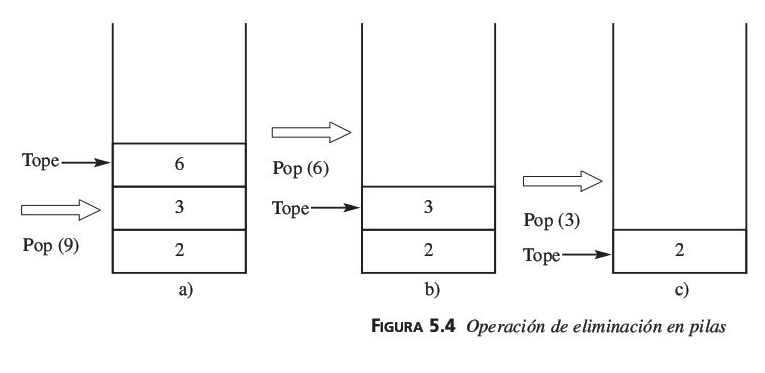 Tope
6
3
2
Pop (9)
a)
Pop (6)
Tope
3
2
b)
Pop (3)
Tope
2
c)
FIGURA 5.4 Operación de eliminación en pilas